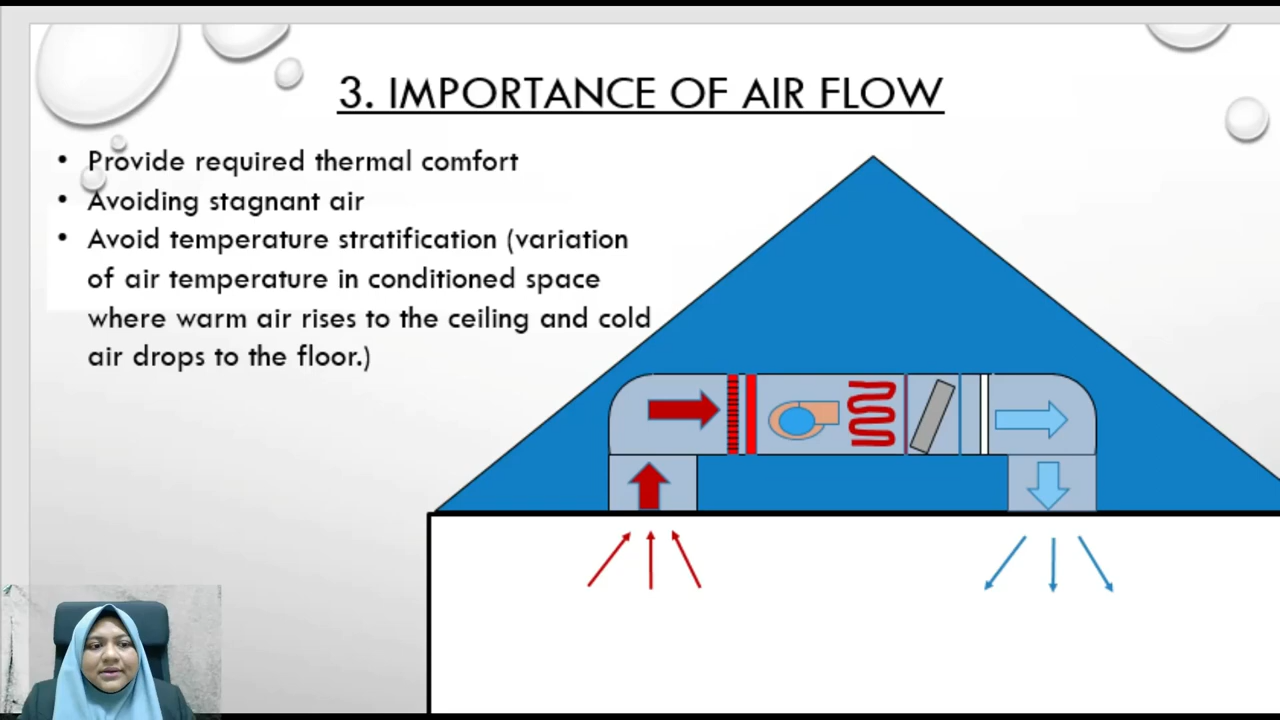 3. IMPORTANCE OF AIR FLOW
• Provide required thermal comfort
• Avoiding stagnant air
• Avoid temperature stratification (variation
of air temperature in conditioned space
where warm air rises to the ceiling and cold
air drops to the floor.)